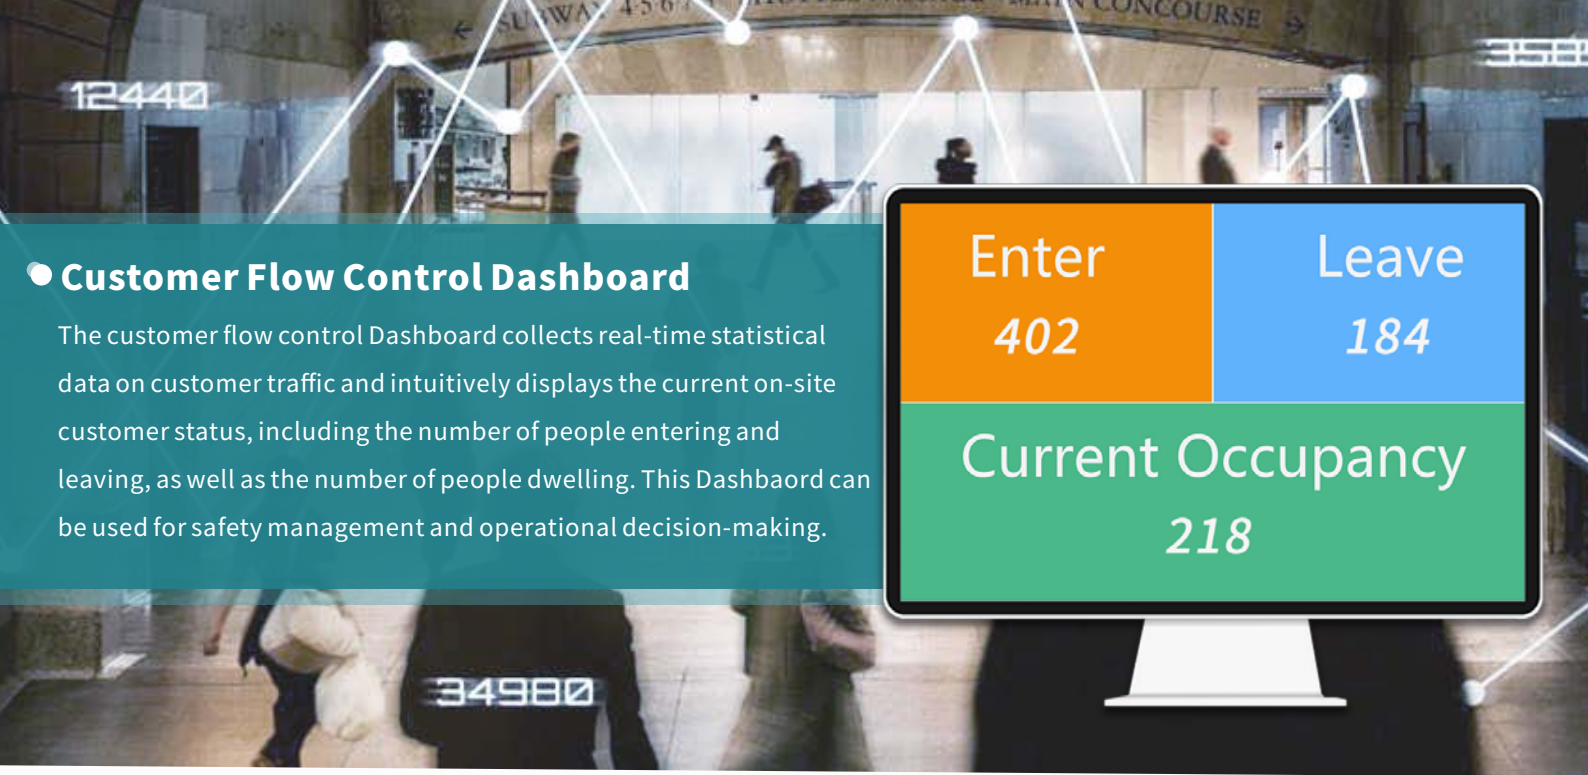 MAIN CONCOURSE →
12440
Customer Flow Control Dashboard
The customer flow control Dashboard collects real-time statistical
data on customer traffic and intuitively displays the current on-site
customer status, including the number of people entering and
leaving, as well as the number of people dwelling. This Dashbaord can
be used for safety management and operational decision-making.
Enter
402
Leave
184
Current Occupancy
218
34980